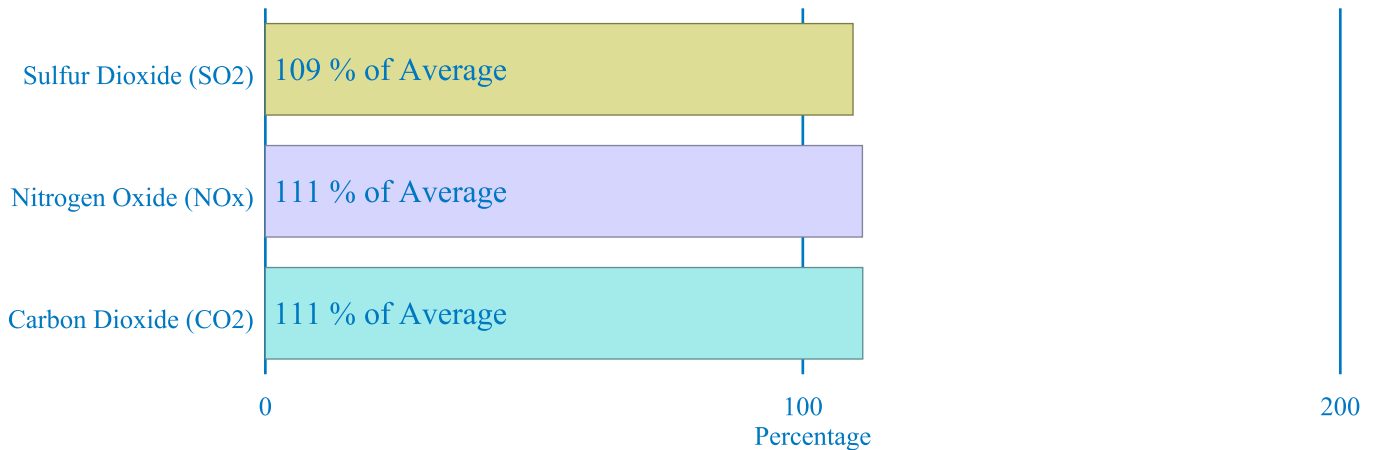 Sulfur Dioxide (SO2) 109 % of Average
Nitrogen Oxide (NOx) 111 % of Average
Carbon Dioxide (CO2) 111 % of Average
0 100 200
Percentage